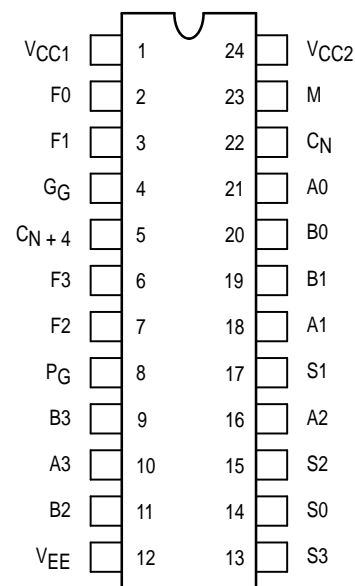 VCC1 1 24 VCC2
F0 2 23 M
F1 3 22 CN
GG 4 21 A0
CN + 4 5 20 B0
F3 6 19 B1
F2 7 18 A1
PG 8 17 S1
B3 9 16 A2
A3 10 15 S2
B2 11 14 S0
VEE 12 13 S3